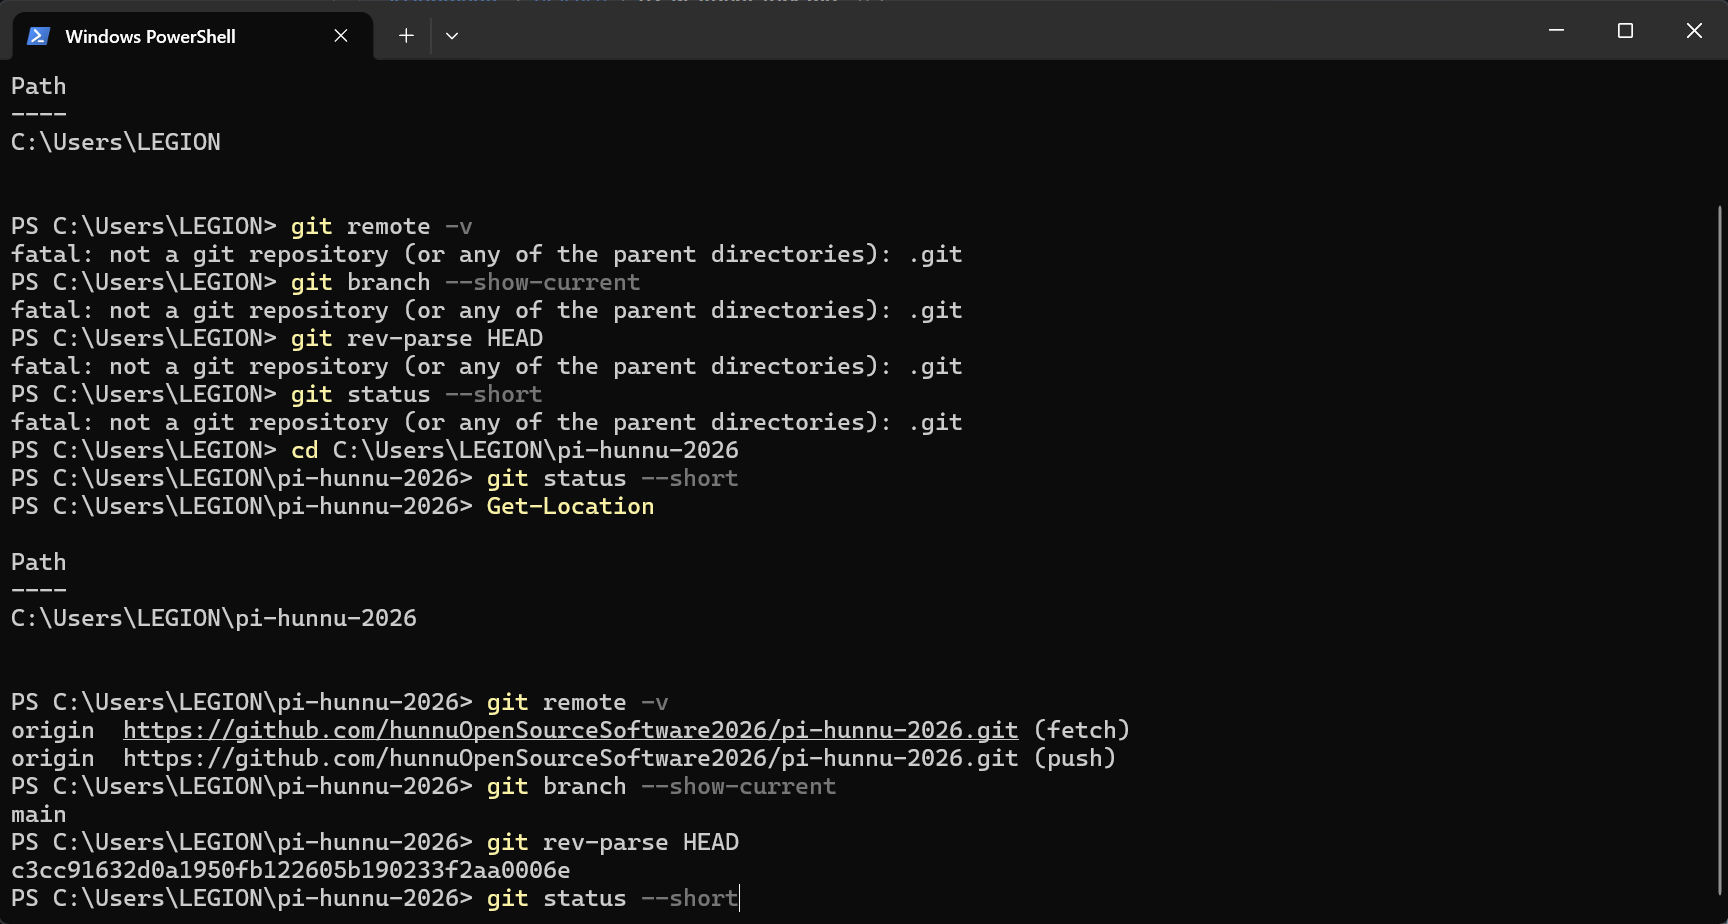 Windows PowerShell
Path
----
C:\Users\LEGION
PS C:\Users\LEGION> git remote -v
fatal: not a git repository (or any of the parent directories): .git
PS C:\Users\LEGION> git branch --show-current
fatal: not a git repository (or any of the parent directories): .git
PS C:\Users\LEGION> git rev-parse HEAD
fatal: not a git repository (or any of the parent directories): .git
PS C:\Users\LEGION> git status --short
fatal: not a git repository (or any of the parent directories): .git
PS C:\Users\LEGION> cd C:\Users\LEGION\pi-hunnu-2026
PS C:\Users\LEGION\pi-hunnu-2026> git status --short
PS C:\Users\LEGION\pi-hunnu-2026> Get-Location
Path
----
C:\Users\LEGION\pi-hunnu-2026
PS C:\Users\LEGION\pi-hunnu-2026> git remote -v
origin  https://github.com/hunnuOpenSourceSoftware2026/pi-hunnu-2026.git (fetch)
origin  https://github.com/hunnuOpenSourceSoftware2026/pi-hunnu-2026.git (push)
PS C:\Users\LEGION\pi-hunnu-2026> git branch --show-current
main
PS C:\Users\LEGION\pi-hunnu-2026> git rev-parse HEAD
c3cc91632d0a1950fb122605b190233f2aa0006e
PS C:\Users\LEGION\pi-hunnu-2026> git status --short